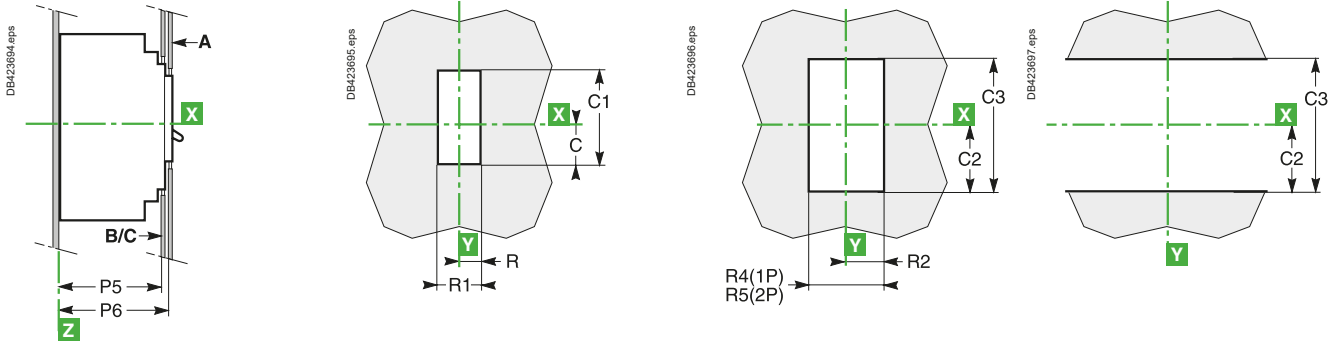 DB423694.eps
A
X
B/C
P5
P6
Z
DB423695.eps
C1
X
C
Y
R
R1
DB423696.eps
C3
X
C2
Y
R2
R4(1P)
R5(2P)
DB423697.eps
C3
X
C2
Y